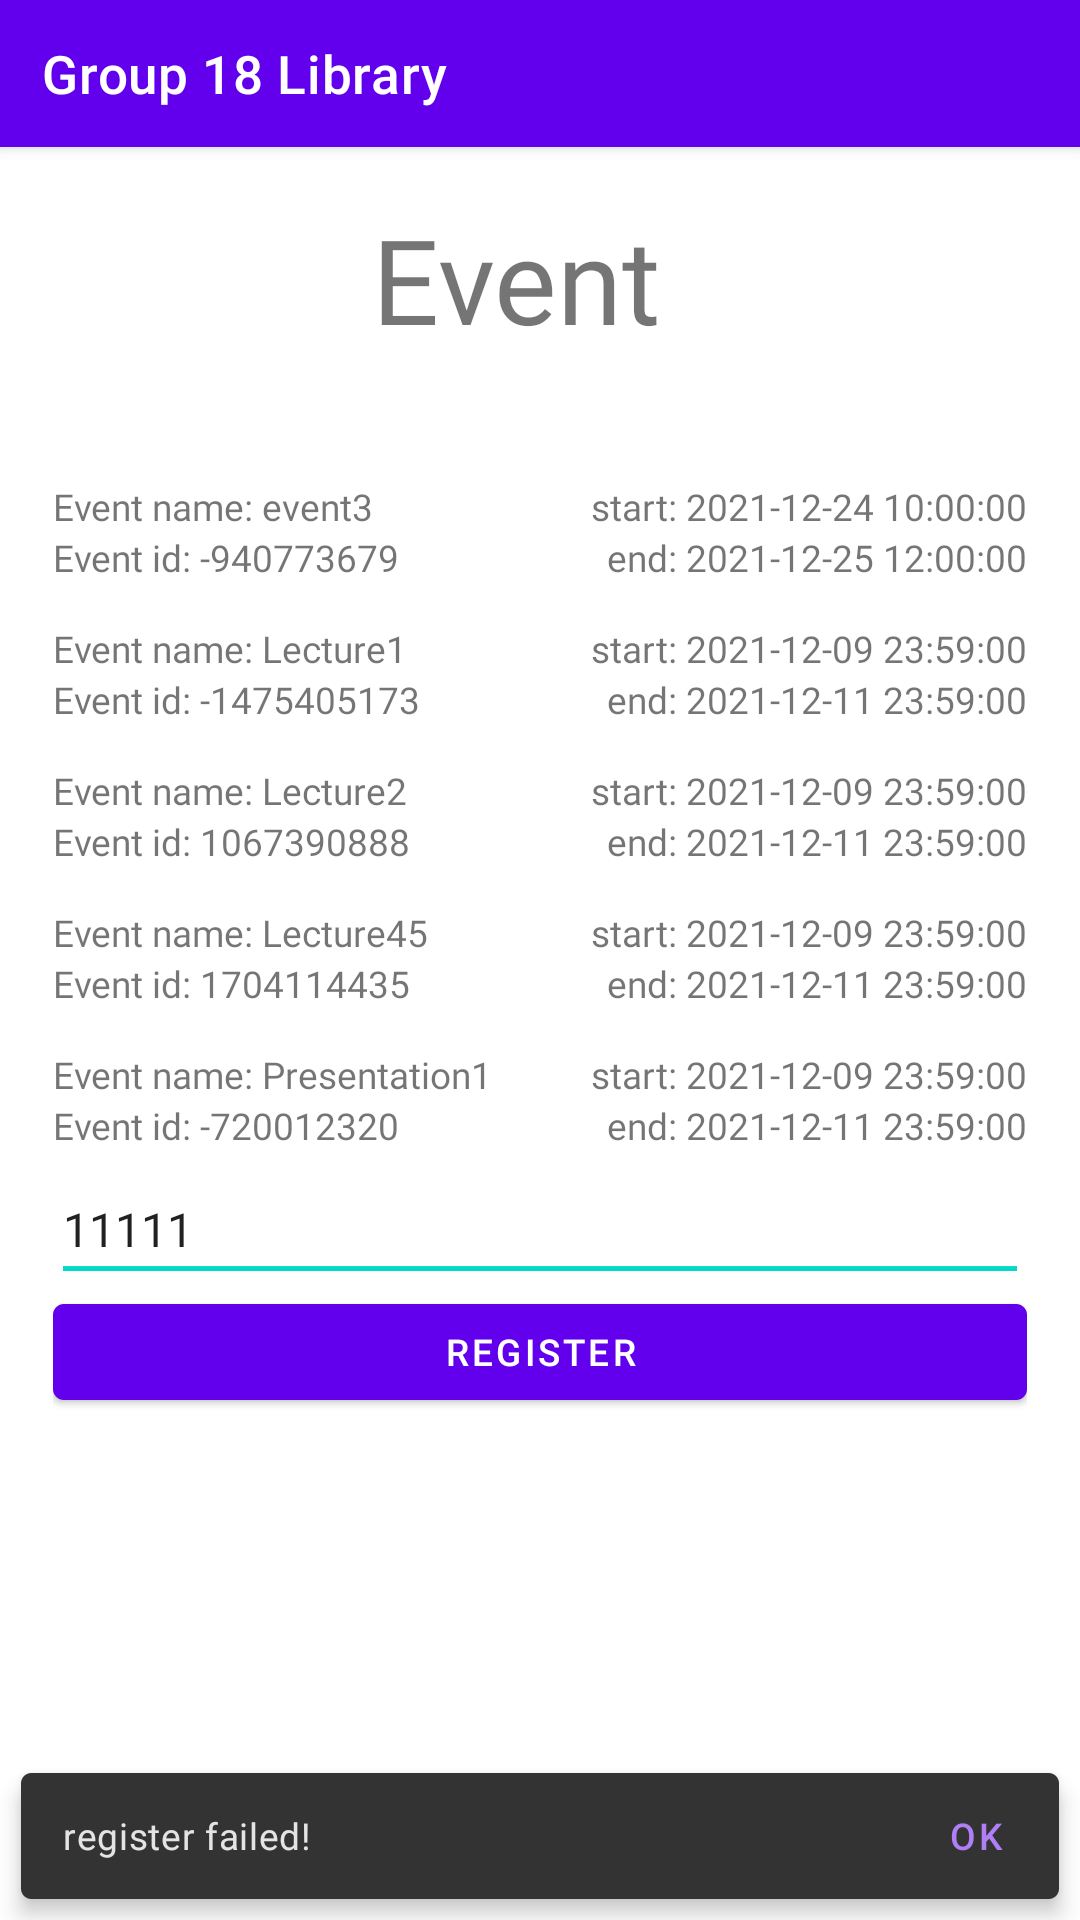 Group 18 Library
Event
Event name: event3 start: 2021-12-24 10:00:00
Event id: -940773679 end: 2021-12-25 12:00:00
Event name: Lecture1 start: 2021-12-09 23:59:00
Event id: -1475405173 end: 2021-12-11 23:59:00
Event name: Lecture2 start: 2021-12-09 23:59:00
Event id: 1067390888 end: 2021-12-11 23:59:00
Event name: Lecture45 start: 2021-12-09 23:59:00
Event id: 1704114435 end: 2021-12-11 23:59:00
Event name: Presentation1 start: 2021-12-09 23:59:00
Event id: -720012320 end: 2021-12-11 23:59:00
11111
REGISTER
register failed! OK